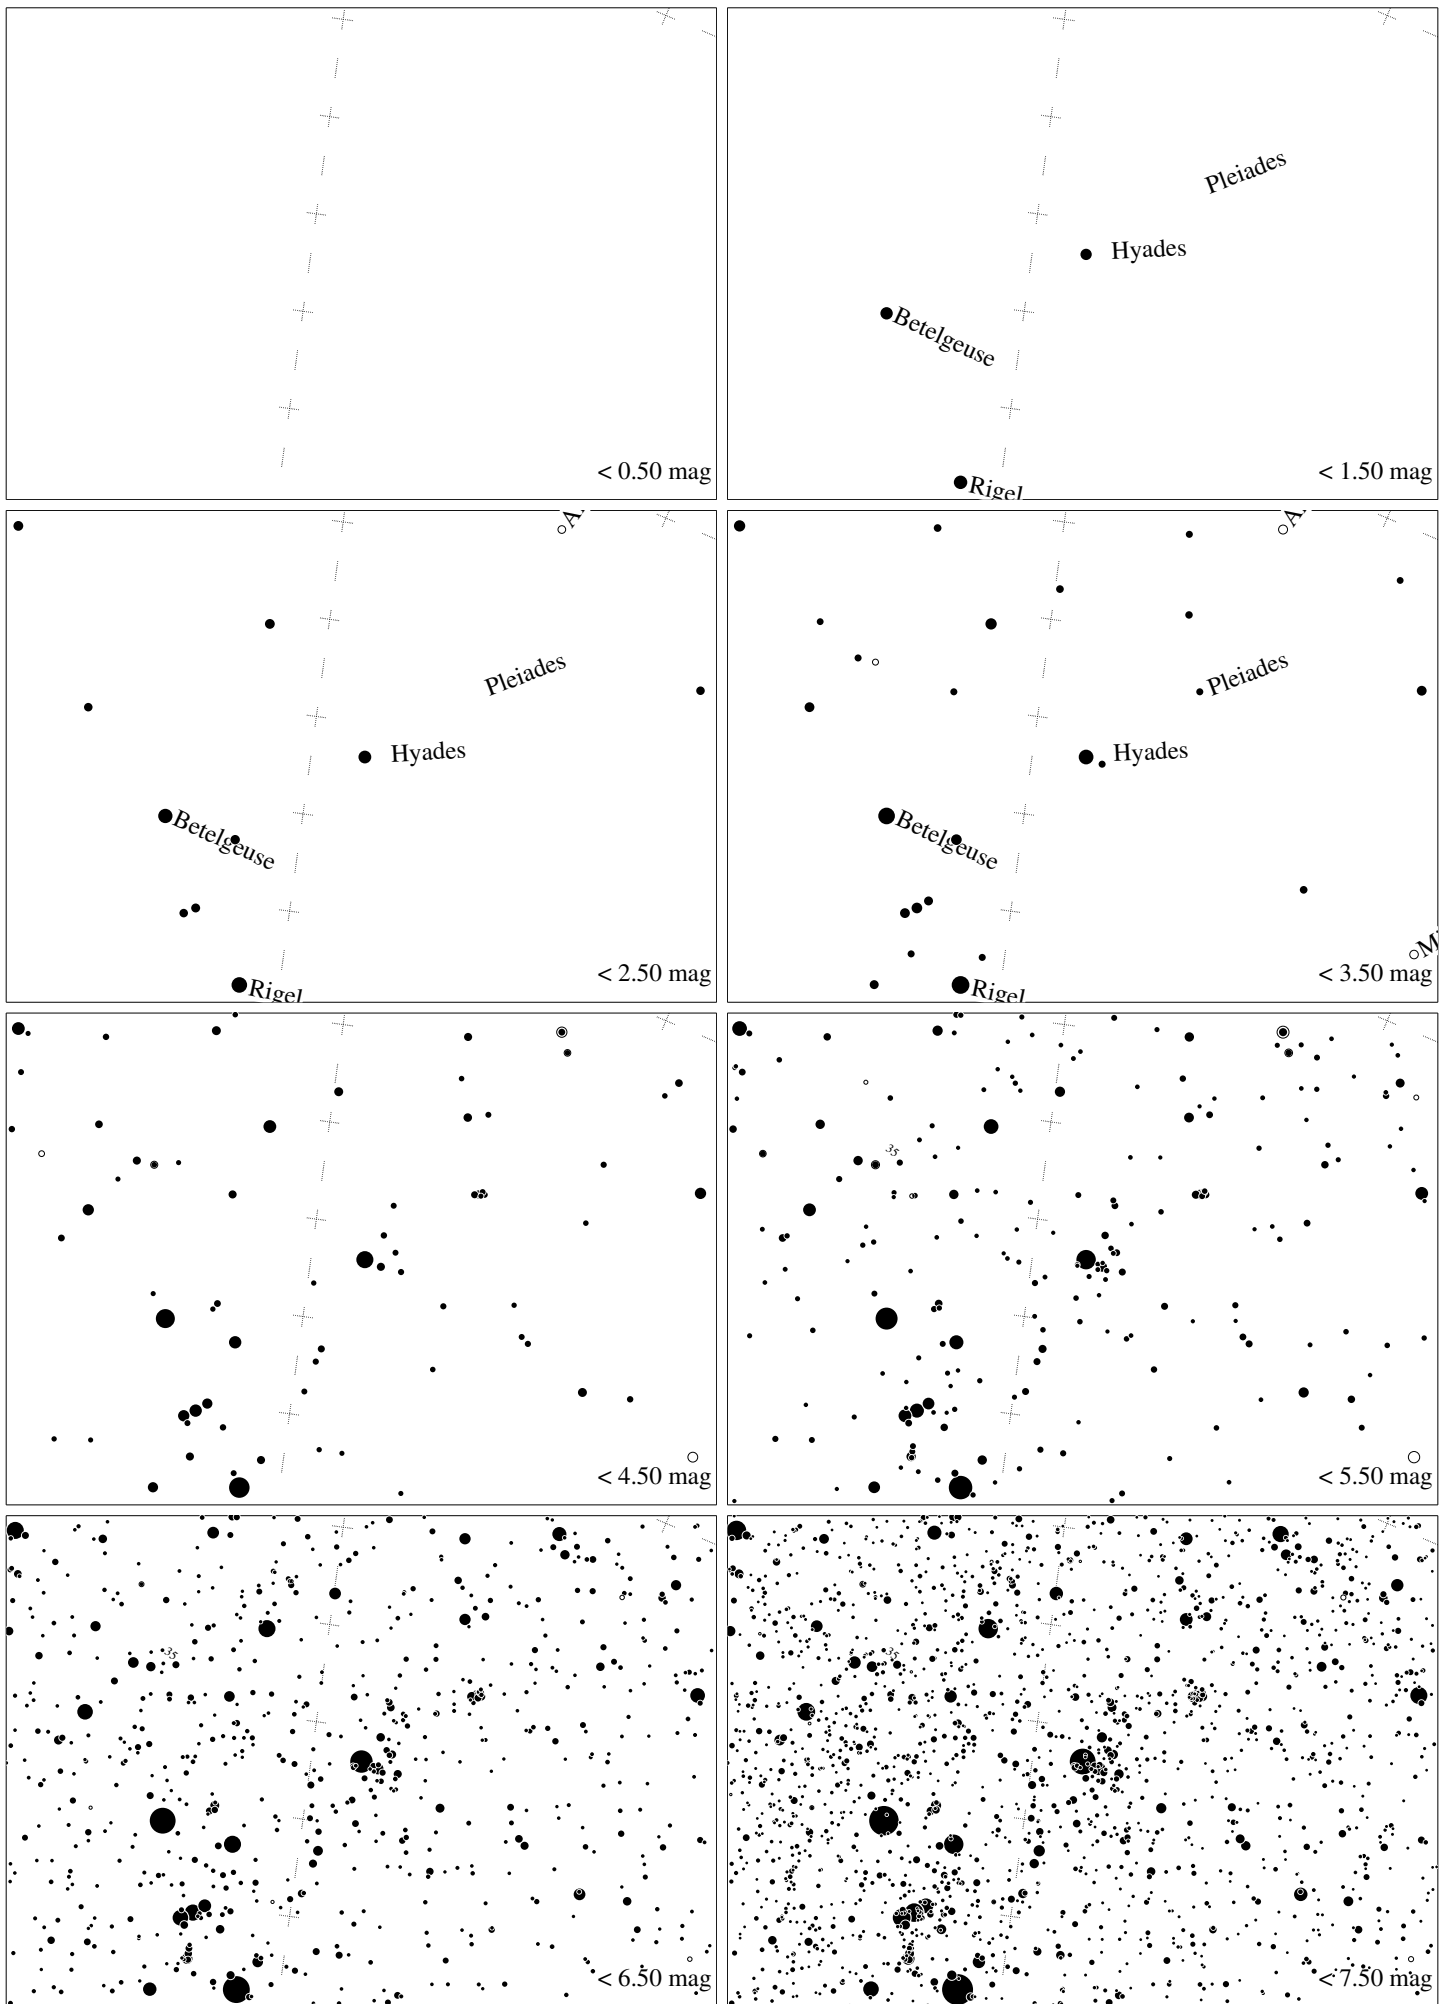 < 0.50 mag
Pleiades
Hyades
Betelgeuse
Rigel
< 1.50 mag
A.
Pleiades
Hyades
Betelgeuse
Rigel
< 2.50 mag
A.
Pleiades
Hyades
Betelgeuse
Rigel
M
< 3.50 mag
< 4.50 mag
35
< 5.50 mag
35
< 6.50 mag
35
< 7.50 mag